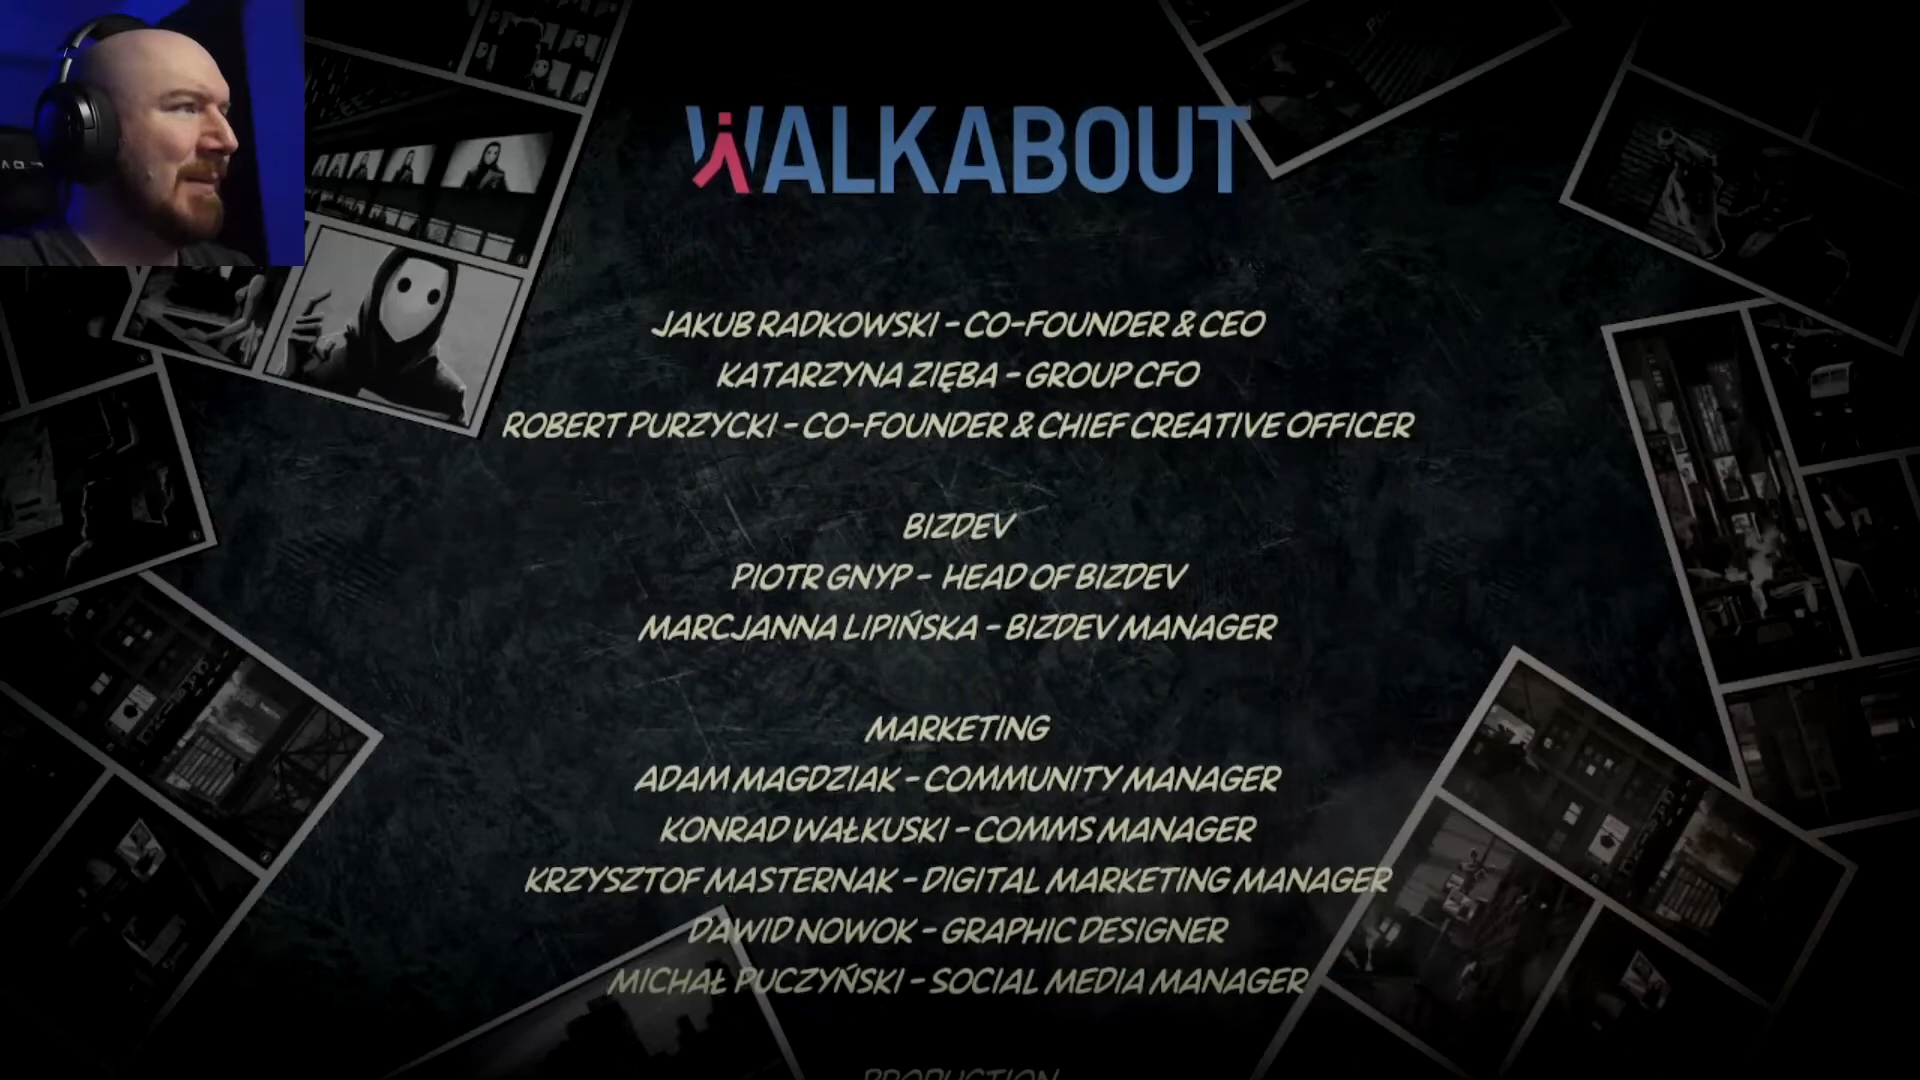 WALKABOUT
JAKUB RADKOWSKI - CO-FOUNDER & CEO
KATARZYNA ZIĘBA - GROUP CFO
ROBERT PURZYCKI - CO-FOUNDER & CHIEF CREATIVE OFFICER
BIZDEV
PIOTR GNYP - HEAD OF BIZDEV
MARCJANNA LIPIŃSKA - BIZDEV MANAGER
MARKETING
ADAM MAGDZIAK - COMMUNITY MANAGER
KONRAD WAŁKUSKI - COMMS MANAGER
KRZYSZTOF MASTERNAK - DIGITAL MARKETING MANAGER
DAWID NOWOK - GRAPHIC DESIGNER
MICHAŁ PUCZYŃSKI - SOCIAL MEDIA MANAGER
PRODUCTION